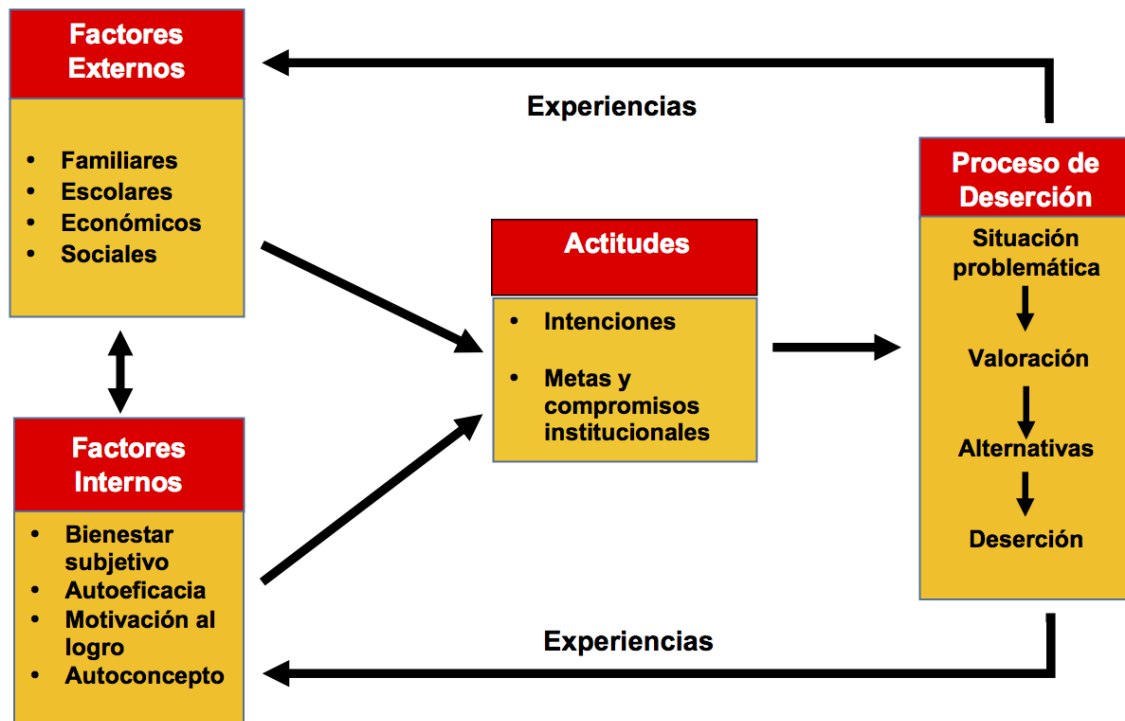 Factores
Externos
• Familiares
• Escolares
• Económicos
• Sociales
Experiencias
Proceso de
Deserción
Situación
problemática
Valoración
Alternativas
Deserción
Actitudes
• Intenciones
• Metas y
compromisos
institucionales
Factores
Internos
• Bienestar
subjetivo
• Autoeficacia
• Motivación al
logro
• Autoconcepto
Experiencias